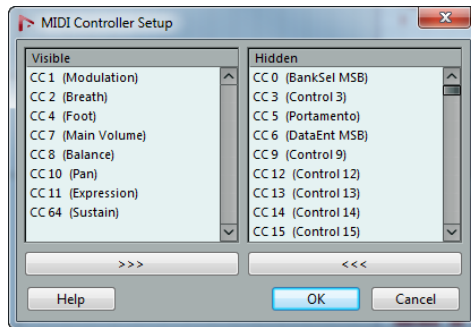 MIDI Controller Setup
Visible
CC 1 (Modulation)
CC 2 (Breath)
CC 4 (Foot)
CC 7 (Main Volume)
CC 8 (Balance)
CC 10 (Pan)
CC 11 (Expression)
CC 64 (Sustain)
>>>
Hidden
CC 0 (BankSel MSB)
CC 3 (Control 3)
CC 5 (Portamento)
CC 6 (DataEnt MSB)
CC 9 (Control 9)
CC 12 (Control 12)
CC 13 (Control 13)
CC 14 (Control 14)
CC 15 (Control 15)
<<<
Help
OK
Cancel